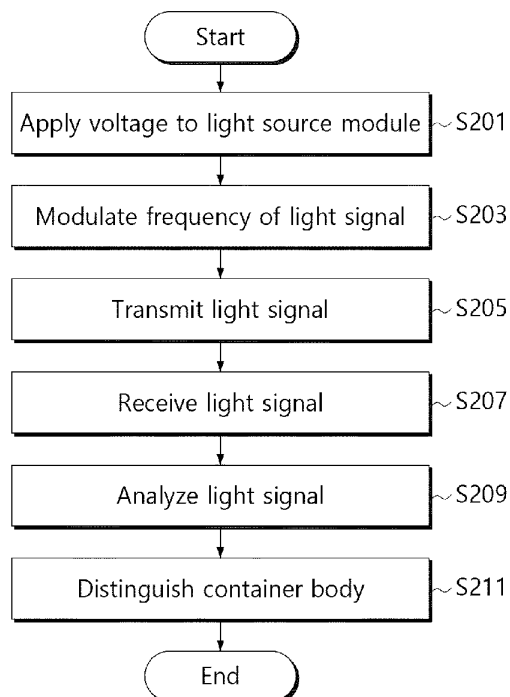 Start
Apply voltage to light source module
S201
Modulate frequency of light signal
S203
Transmit light signal
S205
Receive light signal
S207
Analyze light signal
S209
Distinguish container body
S211
End